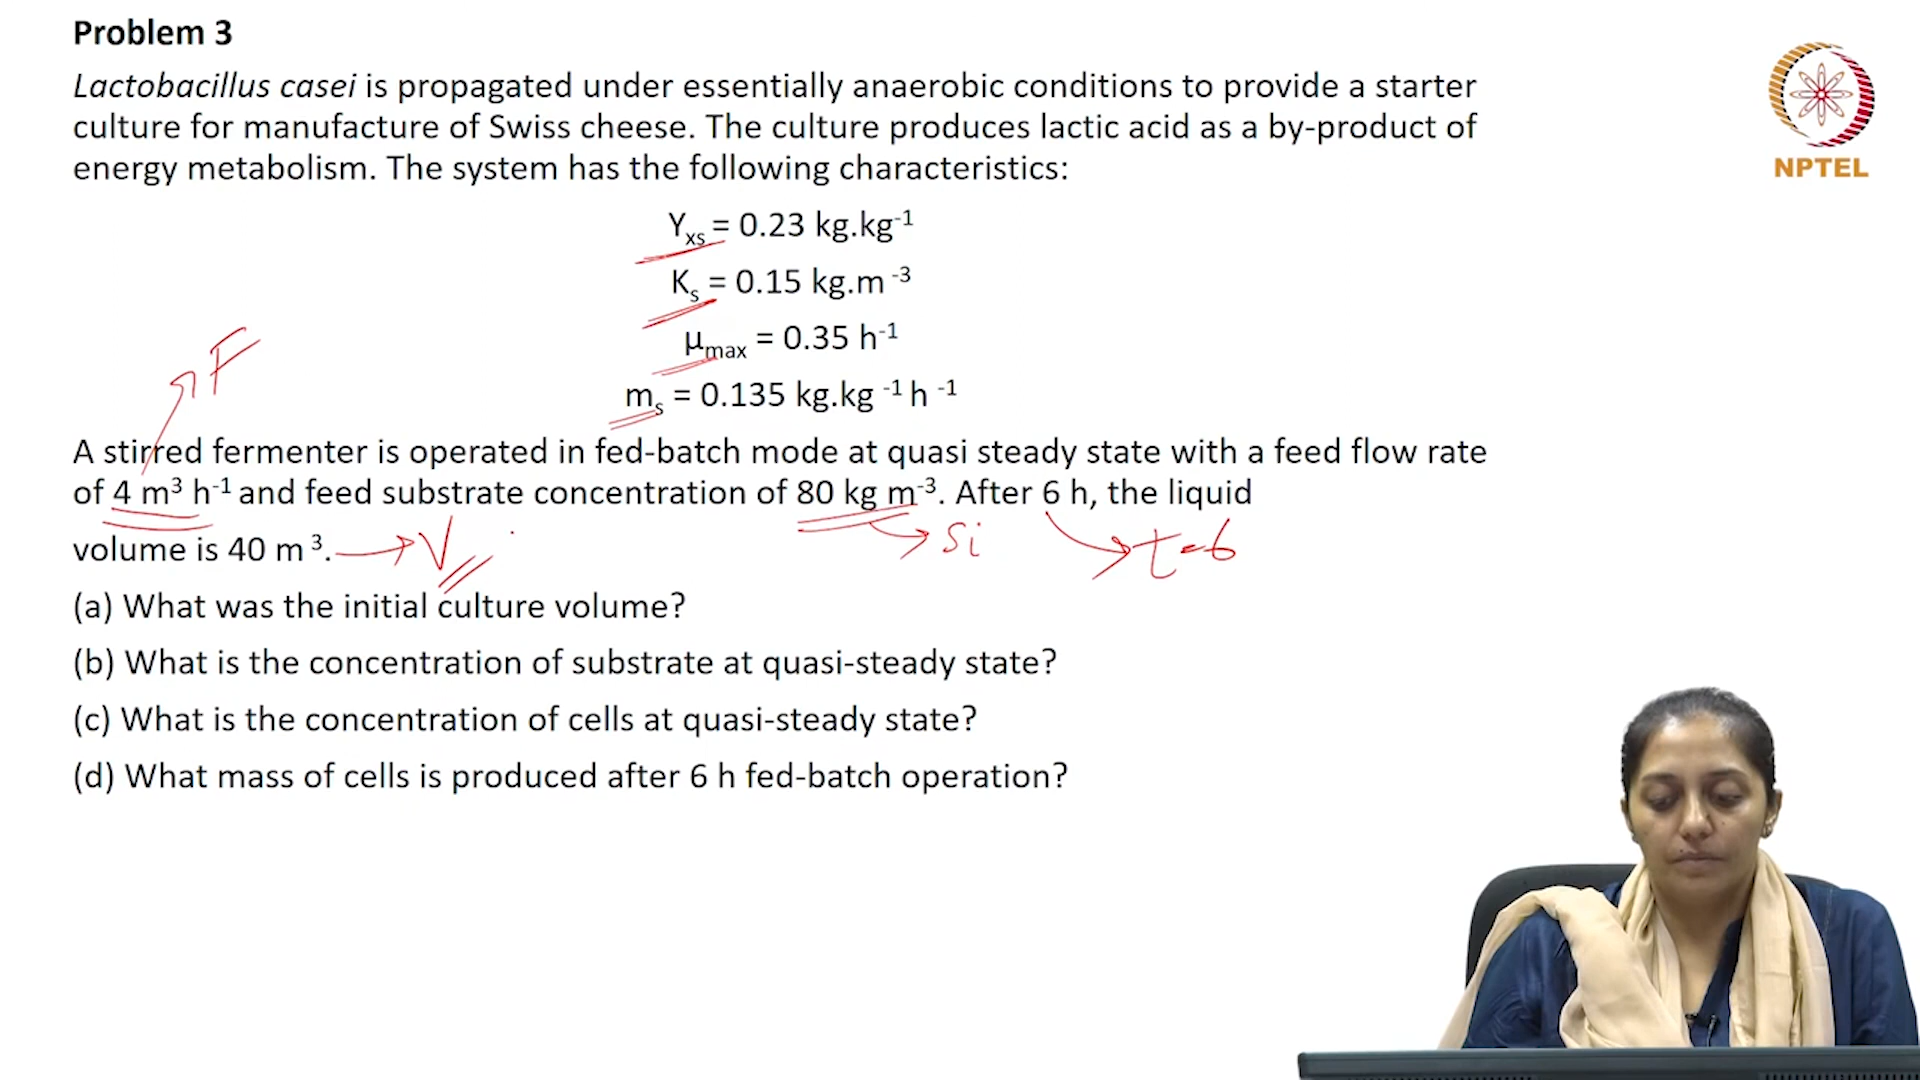 Problem 3
Lactobacillus casei is propagated under essentially anaerobic conditions to provide a starter
culture for manufacture of Swiss cheese. The culture produces lactic acid as a by-product of
energy metabolism. The system has the following characteristics:
NPTEL
Yxs = 0.23 kg.kg-1
Ks = 0.15 kg.m -3
μmax = 0.35 h-1
F
ms = 0.135 kg.kg -1 h -1
A stirred fermenter is operated in fed-batch mode at quasi steady state with a feed flow rate
of 4 m3 h-1 and feed substrate concentration of 80 kg m-3. After 6 h, the liquid
volume is 40 m 3. → V → Si → t=6
(a) What was the initial culture volume?
(b) What is the concentration of substrate at quasi-steady state?
(c) What is the concentration of cells at quasi-steady state?
(d) What mass of cells is produced after 6 h fed-batch operation?